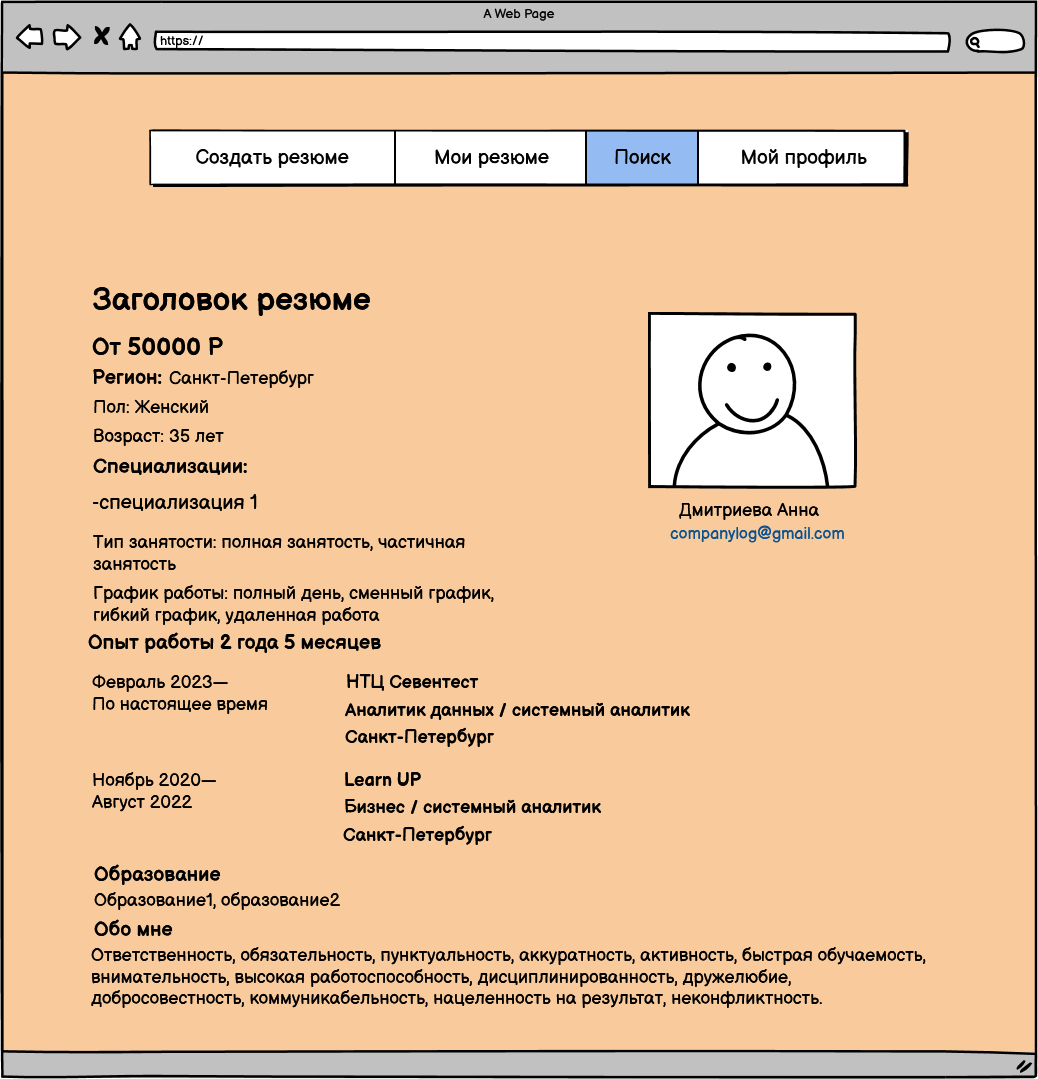 A Web Page
https://
Создать резюме
Мои резюме
Поиск
Мой профиль
Заголовок резюме
От 50000 Р
Регион: Санкт-Петербург
Пол: Женский
Возраст: 35 лет
Специализации:
-специализация 1
Тип занятости: полная занятость, частичная
занятость
График работы: полный день, сменный график,
гибкий график, удаленная работа
Дмитриева Анна
companylog@gmail.com
Опыт работы 2 года 5 месяцев
Февраль 2023—
По настоящее время
НТЦ Севентест
Аналитик данных / системный аналитик
Санкт-Петербург
Ноябрь 2020—
Август 2022
Learn UP
Бизнес / системный аналитик
Санкт-Петербург
Образование
Образование1, образование2
Обо мне
Ответственность, обязательность, пунктуальность, аккуратность, активность, быстрая обучаемость,
внимательность, высокая работоспособность, дисциплинированность, дружелюбие,
добросовестность, коммуникабельность, нацеленность на результат, неконфликтность.